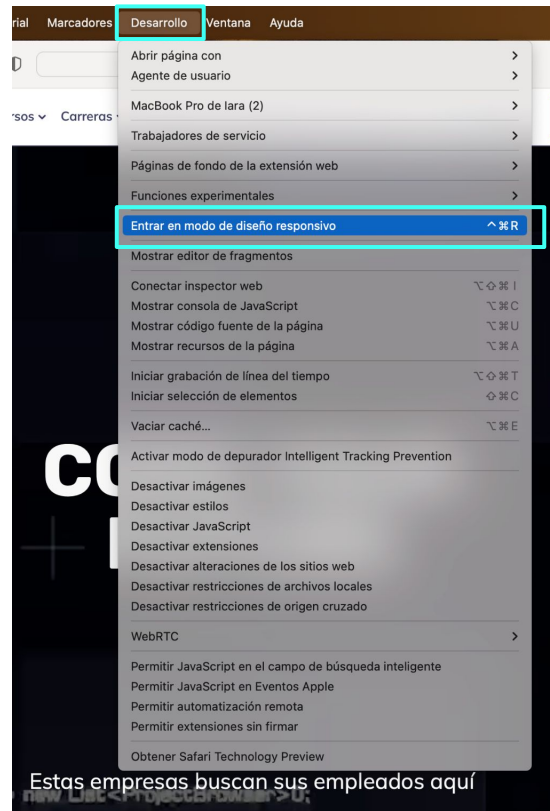 rial Marcadores Desarrollo Ventana Ayuda
rsos Carreras
Abrir página con
Agente de usuario
MacBook Pro de Iara (2)
Trabajadores de servicio
Páginas de fondo de la extensión web
Funciones experimentales
Entrar en modo de diseño responsivo ^⌘R
Mostrar editor de fragmentos
Conectar inspector web ⌥⇧⌘I
Mostrar consola de JavaScript ⌥⌘C
Mostrar código fuente de la página ⌥⌘U
Mostrar recursos de la página ⌥⌘A
Iniciar grabación de línea del tiempo ⌥⇧⌘T
Iniciar selección de elementos ⇧⌘C
Vaciar caché... ⌥⌘E
Activar modo de depurador Intelligent Tracking Prevention
Desactivar imágenes
Desactivar estilos
Desactivar JavaScript
Desactivar extensiones
Desactivar alteraciones de los sitios web
Desactivar restricciones de archivos locales
Desactivar restricciones de origen cruzado
WebRTC
Permitir JavaScript en el campo de búsqueda inteligente
Permitir JavaScript en Eventos Apple
Permitir automatización remota
Permitir extensiones sin firmar
Obtener Safari Technology Preview
Estas empresas buscan sus empleados aquí
new List<ProjectBrowser>();